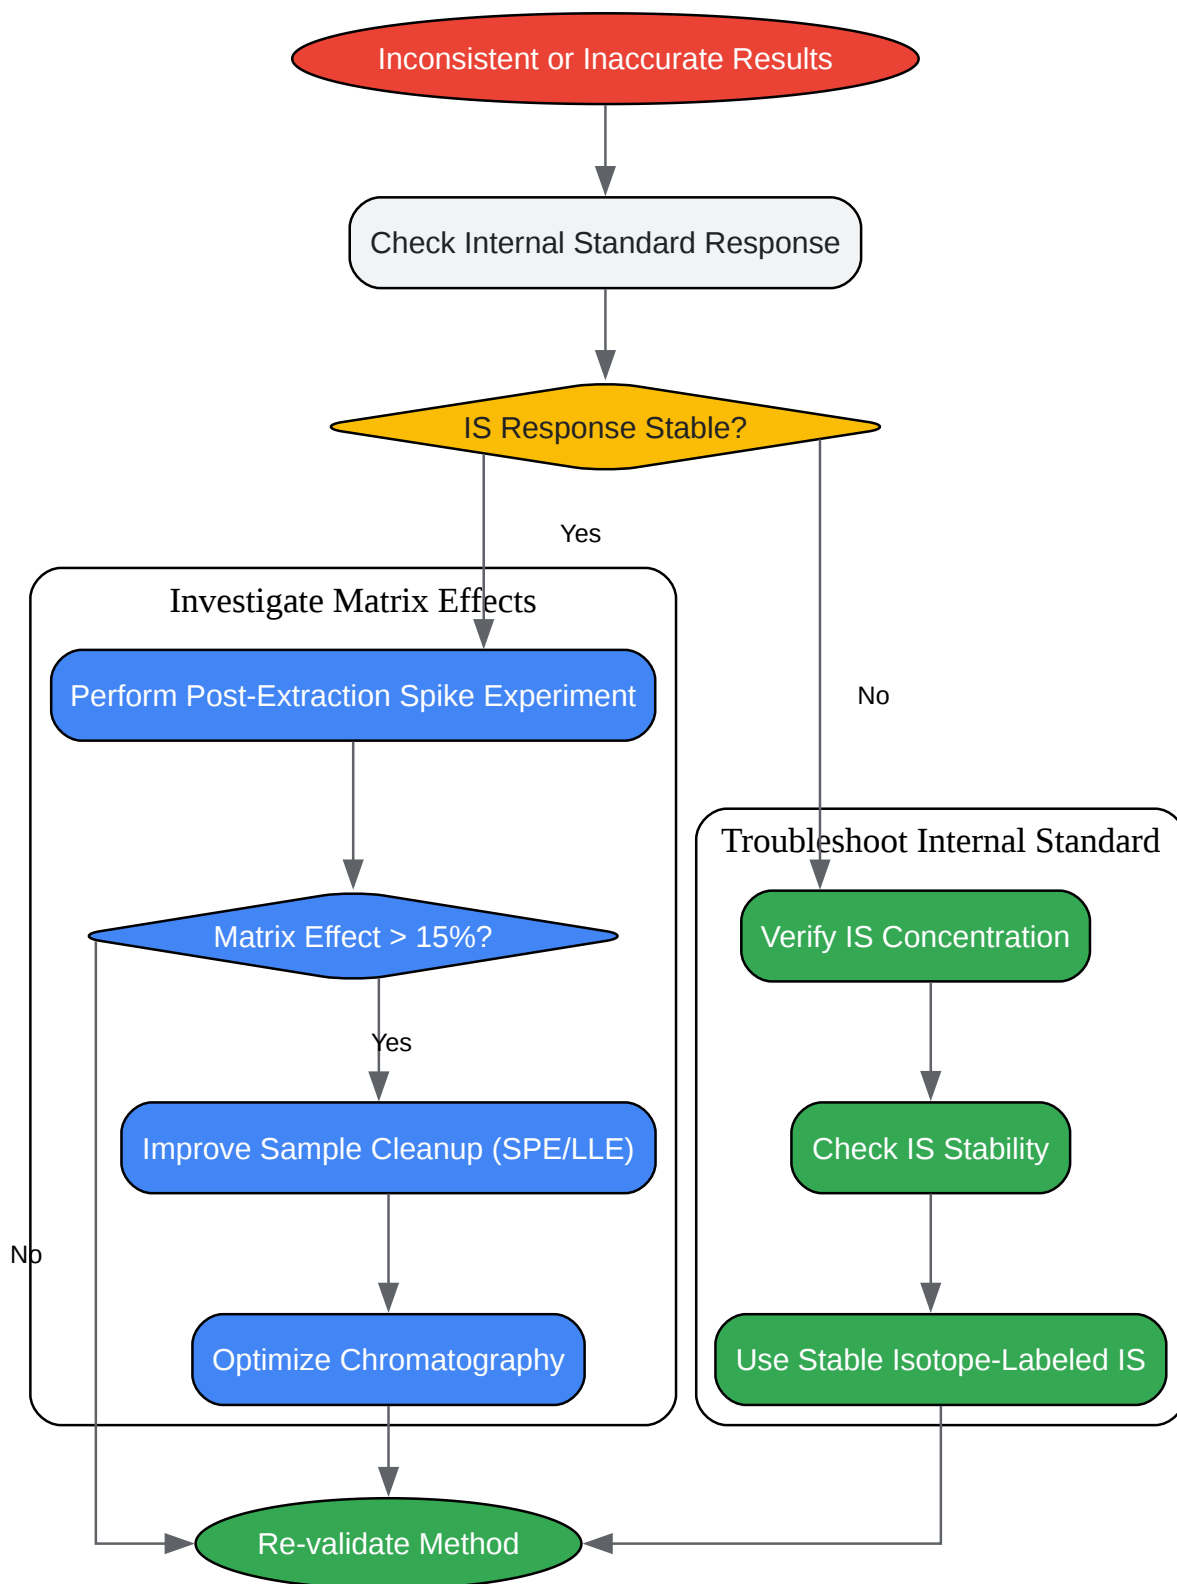 Inconsistent or Inaccurate Results
Check Internal Standard Response
IS Response Stable?
Yes
No
Investigate Matrix Effects
Perform Post-Extraction Spike Experiment
Matrix Effect > 15%?
Yes
No
Improve Sample Cleanup (SPE/LLE)
Optimize Chromatography
Troubleshoot Internal Standard
Verify IS Concentration
Check IS Stability
Use Stable Isotope-Labeled IS
Re-validate Method